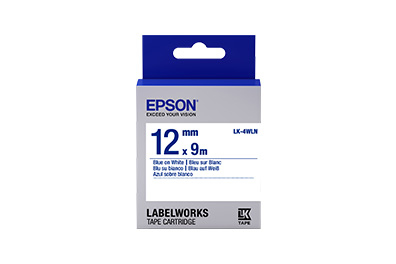 EPSON
EXCEED YOUR VISION
12 mm
x 9m
LK-4WLN
Blue on White | Bleu sur Blanc
Blu su bianco | Blau auf Weiß
Azul sobre blanco
LABELWORKS
TAPE CARTRIDGE
LK
TAPE